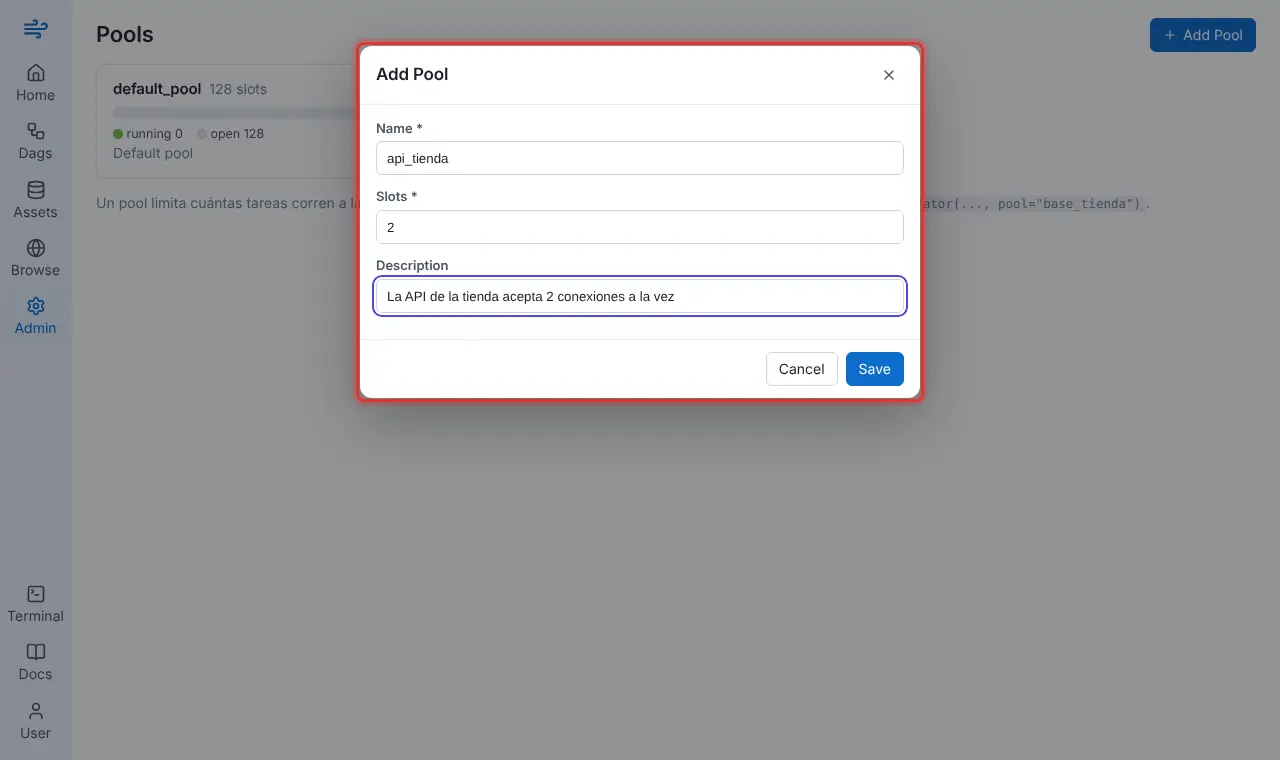 Pools
+ Add Pool
Home
Dags
Assets
Browse
Admin
Terminal
Docs
User
default_pool 128 slots
running 0 open 128
Default pool
Un pool limita cuántas tareas corren a la
(..., pool="base_tienda").
Add Pool
Name *
api_tienda
Slots *
2
Description
La API de la tienda acepta 2 conexiones a la vez
Cancel
Save